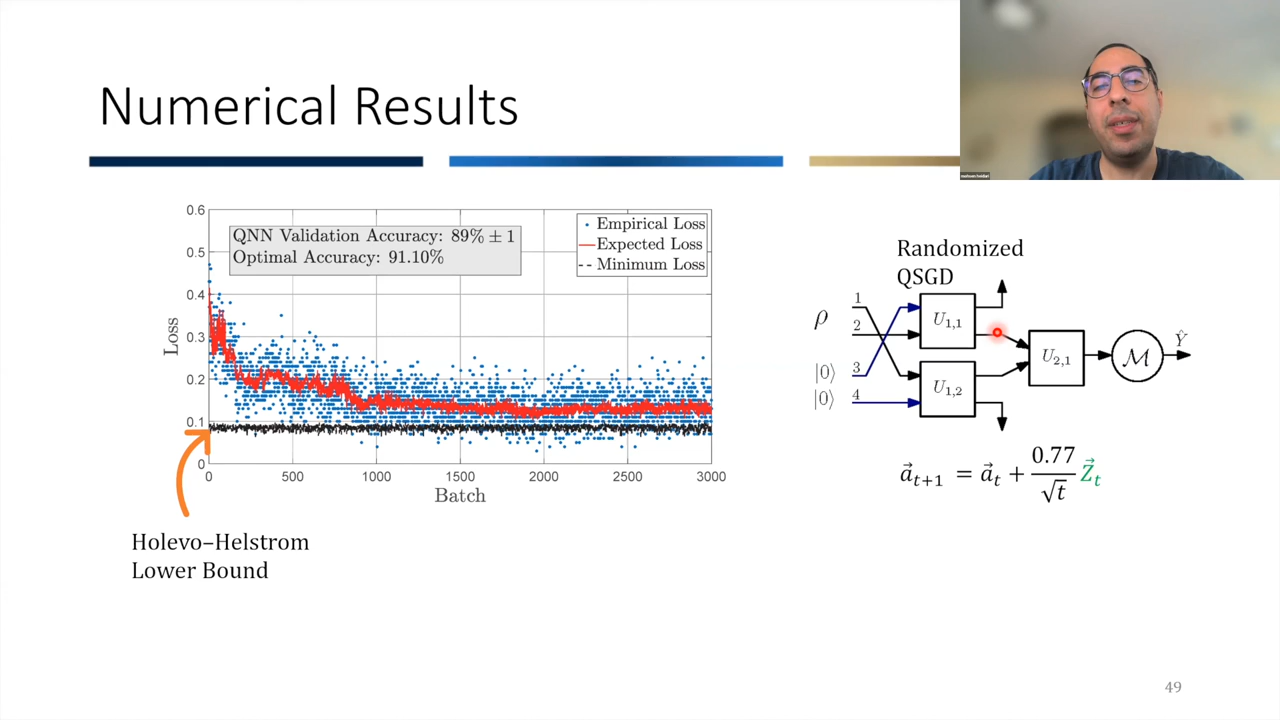 Numerical Results
0.6
0.5
0.4
0.3
0.2
0.1
0
Loss
QNN Validation Accuracy: 89% ± 1
Optimal Accuracy: 91.10%
Empirical Loss
Expected Loss
Minimum Loss
0 500 1000 1500 2000 2500 3000
Batch
Holevo–Helstrom
Lower Bound
Randomized
QSGD
ρ
1
2
|0⟩ 3
|0⟩ 4
U₁,₁
U₁,₂
U₂,₁
ℳ
Ŷ
a⃗ₜ₊₁ = a⃗ₜ + 0.77/√t Z⃗ₜ
49